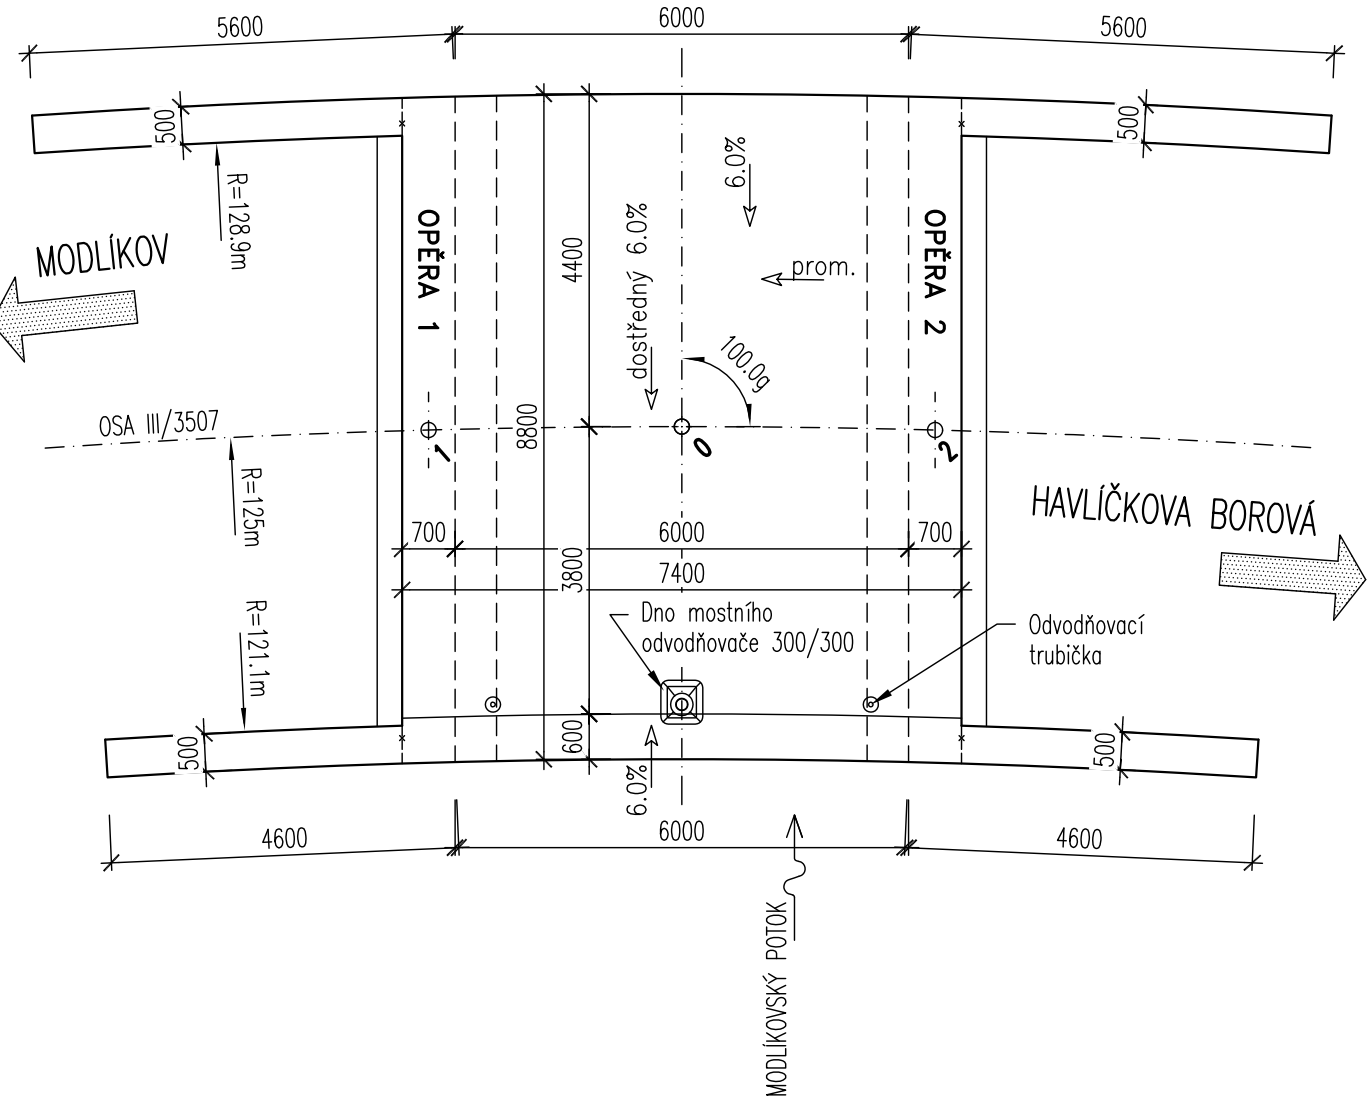 5600
6000
5600
500
500
R=128.9m
6.0%
MODLÍKOV
OPĚRA 1
4400
dostředný 6.0%
prom.
OPĚRA 2
100.0g
OSA III/3507
8800
1
0
2
R=125m
HAVLÍČKOVA BOROVÁ
700
6000
700
3800
7400
R=121.1m
Dno mostního
odvodňovače 300/300
Odvodňovací
trubička
500
600
500
6.0%
4600
6000
4600
MODLÍKOVSKÝ POTOK